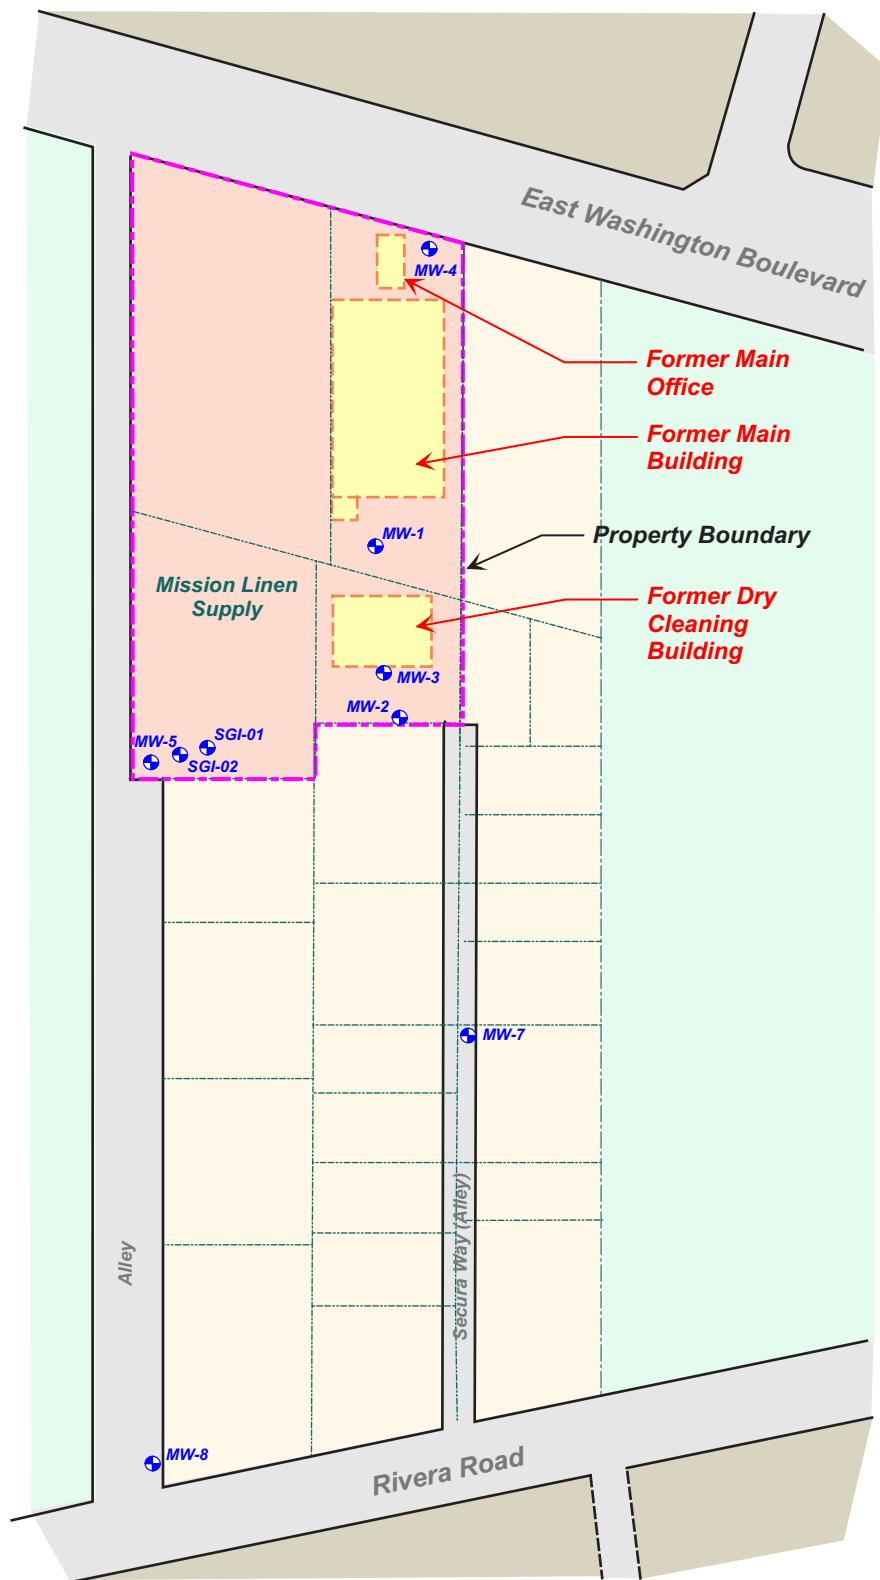 East Washington Boulevard
MW-4
Former Main
Office
Former Main
Building
MW-1
Property Boundary
Mission Linen
Supply
Former Dry
Cleaning
Building
MW-3
MW-2
SGI-01
MW-5
SGI-02
MW-7
Secura Way (Alley)
Alley
MW-8
Rivera Road